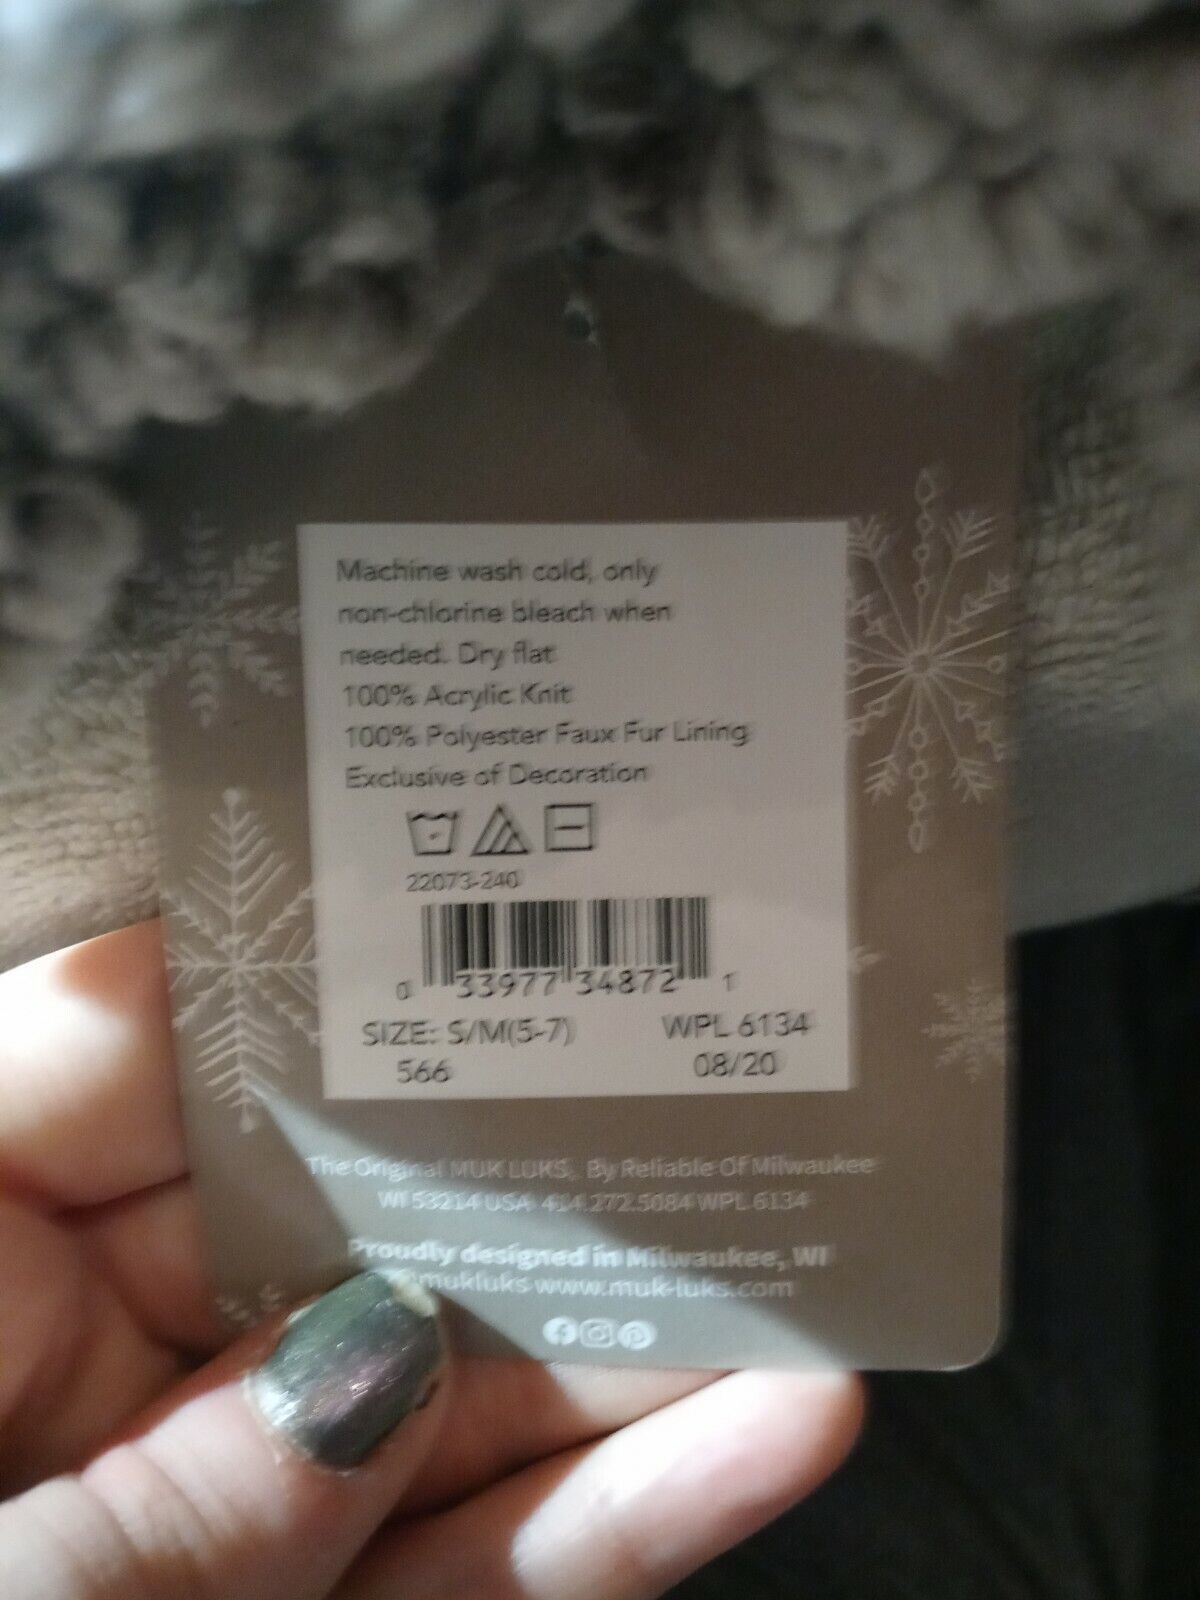 Machine wash cold, only
non-chlorine bleach when
needed. Dry flat
100% Acrylic Knit
100% Polyester Faux Fur Lining
Exclusive of Decoration
22073-240
0 33977 34872 1
SIZE: S/M(5-7) WPL 6134
566 08/20
The Original MUK LUKS, By Reliable Of Milwaukee
WI 53214 USA 414.272.5084 WPL 6134
Proudly designed in Milwaukee, WI
mukluks www.muk-luks.com